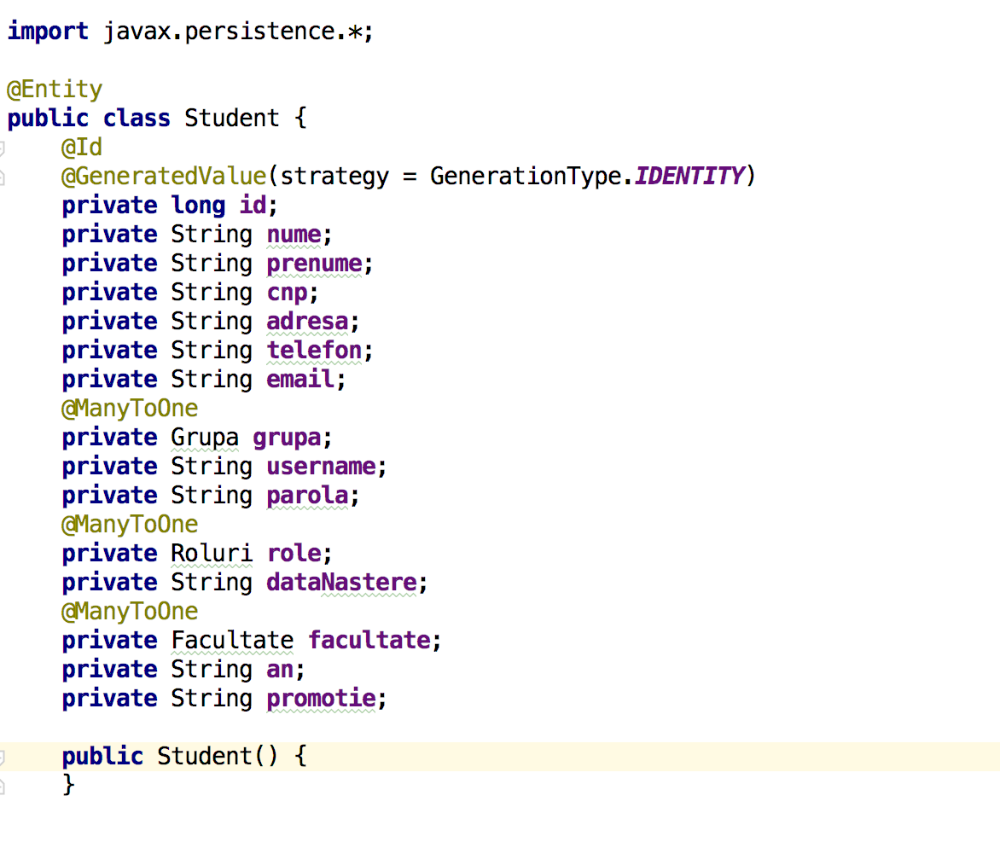 import javax.persistence.*;
@Entity
public class Student {
@Id
@GeneratedValue(strategy = GenerationType.IDENTITY)
private long id;
private String nume;
private String prenume;
private String cnp;
private String adresa;
private String telefon;
private String email;
@ManyToOne
private Grupa grupa;
private String username;
private String parola;
@ManyToOne
private Roluri role;
private String dataNastere;
@ManyToOne
private Facultate facultate;
private String an;
private String promotie;
public Student() {
}